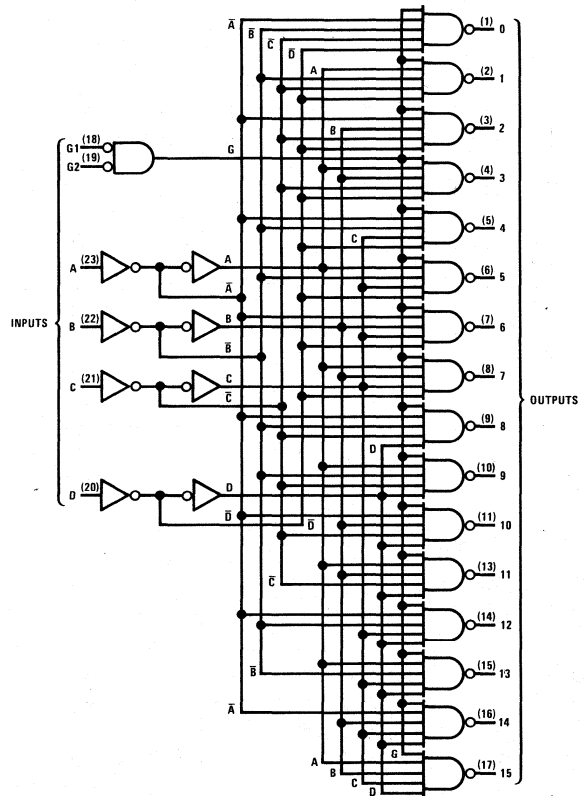 A̅ (1) 0
B̅
C̅
D̅
A (2) 1
B (3) 2
G1 (18)
G2 (19)
G
(4) 3
(5) 4
C
A (23) A (6) 5
A̅
INPUTS
B (22) B (7) 6
B̅
C (21) C (8) 7
C̅
OUTPUTS
(9) 8
D
(10) 9
D (20) D
D̅ D̅ (11) 10
(13) 11
C̅
(14) 12
B̅ (15) 13
A̅ (16) 14
G
A (17) 15
B
C
D